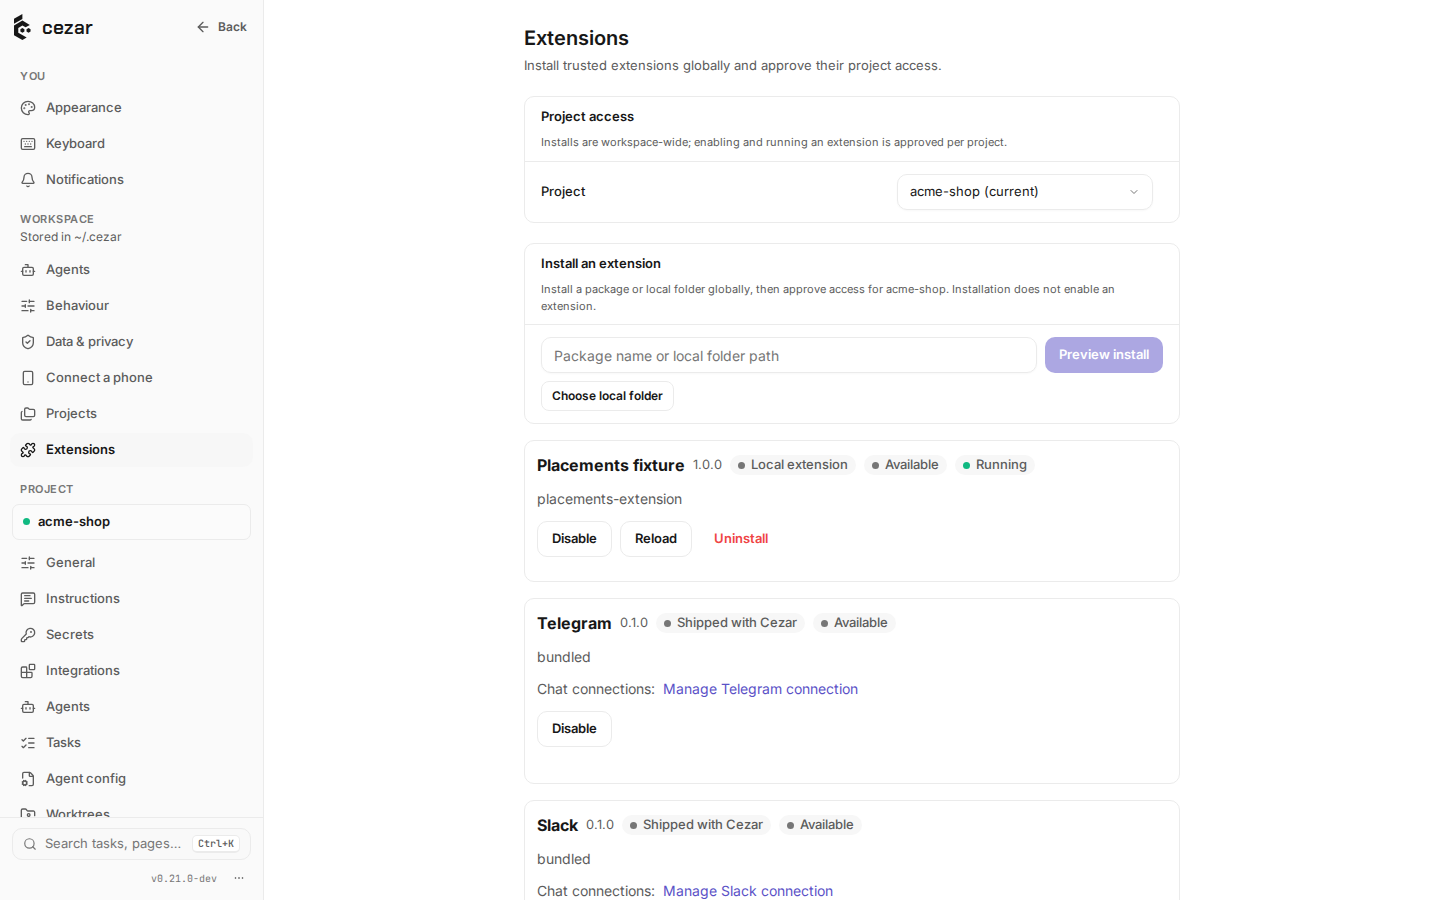 cezar
Back
YOU
Appearance
Keyboard
Notifications
WORKSPACE
Stored in ~/.cezar
Agents
Behaviour
Data & privacy
Connect a phone
Projects
Extensions
PROJECT
acme-shop
General
Instructions
Secrets
Integrations
Agents
Tasks
Agent config
Worktrees
Search tasks, pages... Ctrl+K
v0.21.0-dev ...
Extensions
Install trusted extensions globally and approve their project access.
Project access
Installs are workspace-wide; enabling and running an extension is approved per project.
Project acme-shop (current)
Install an extension
Install a package or local folder globally, then approve access for acme-shop. Installation does not enable an
extension.
Package name or local folder path Preview install
Choose local folder
Placements fixture 1.0.0 Local extension Available Running
placements-extension
Disable Reload Uninstall
Telegram 0.1.0 Shipped with Cezar Available
bundled
Chat connections: Manage Telegram connection
Disable
Slack 0.1.0 Shipped with Cezar Available
bundled
Chat connections: Manage Slack connection